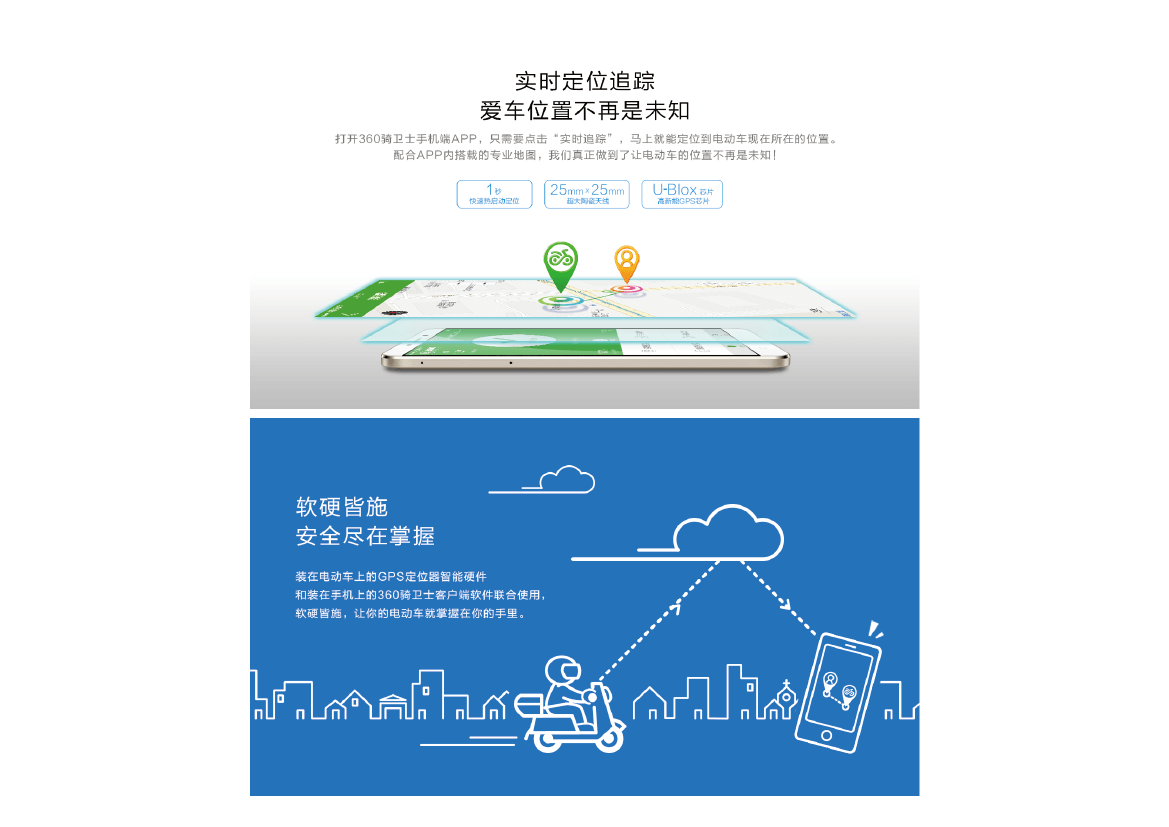 实时定位追踪
爱车位置不再是未知
打开360骑卫士手机端APP，只需要点击“实时追踪”，马上就能定位到电动车现在所在的位置。
配合APP内搭载的专业地图，我们真正做到了让电动车的位置不再是未知！
1秒 25mm×25mm U-Blox 芯片
快速热启动定位 超大陶瓷天线 高新能GPS芯片
软硬皆施
安全尽在掌握
装在电动车上的GPS定位器智能硬件
和装在手机上的360骑卫士客户端软件联合使用，
软硬皆施，让你的电动车就掌握在你的手里。